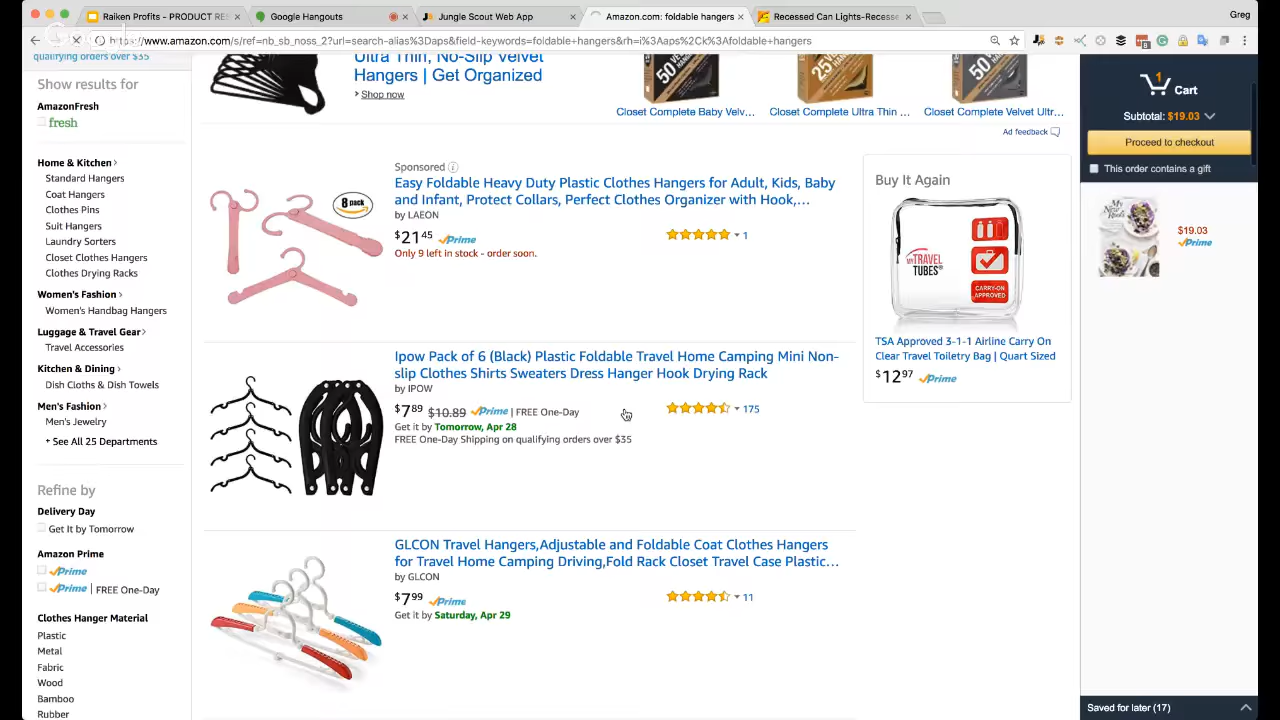 Raiken Profits - PRODUCT RES
Google Hangouts
Jungle Scout Web App
Amazon.com: foldable hangers
Recessed Can Lights-Recesse
Greg
https://www.amazon.com/s/ref=nb_sb_noss_2?url=search-alias%3Daps&field-keywords=foldable+hangers&rh=i%3Aaps%2Ck%3Afoldable+hangers
qualifying orders over $35
Show results for
AmazonFresh
fresh
Home & Kitchen
Standard Hangers
Coat Hangers
Clothes Pins
Suit Hangers
Laundry Sorters
Closet Clothes Hangers
Clothes Drying Racks
Women's Fashion
Women's Handbag Hangers
Luggage & Travel Gear
Travel Accessories
Kitchen & Dining
Dish Cloths & Dish Towels
Men's Fashion
Men's Jewelry
+ See All 25 Departments
Refine by
Delivery Day
Get It by Tomorrow
Amazon Prime
Prime
Prime | FREE One-Day
Clothes Hanger Material
Plastic
Metal
Fabric
Wood
Bamboo
Rubber
Ultra Thin, No-Slip Velvet
Hangers | Get Organized
Shop now
50
25
50
Closet Complete Baby Velv...
Closet Complete Ultra Thin ...
Closet Complete Velvet Ultr...
Ad feedback
Sponsored
Easy Foldable Heavy Duty Plastic Clothes Hangers for Adult, Kids, Baby
and Infant, Protect Collars, Perfect Clothes Organizer with Hook,...
by LAEON
8 pack
$21 45 Prime
1
Only 9 left in stock - order soon.
Ipow Pack of 6 (Black) Plastic Foldable Travel Home Camping Mini Non-
slip Clothes Shirts Sweaters Dress Hanger Hook Drying Rack
by IPOW
$7 89 $10.89 Prime | FREE One-Day
175
Get it by Tomorrow, Apr 28
FREE One-Day Shipping on qualifying orders over $35
GLCON Travel Hangers,Adjustable and Foldable Coat Clothes Hangers
for Travel Home Camping Driving,Fold Rack Closet Travel Case Plastic...
by GLCON
$7 99 Prime
11
Get it by Saturday, Apr 29
Buy It Again
MY
TRAVEL
TUBES
CARRY-ON
APPROVED
TSA Approved 3-1-1 Airline Carry On
Clear Travel Toiletry Bag | Quart Sized
$12 97 Prime
1
Cart
Subtotal: $19.03
Proceed to checkout
This order contains a gift
My New Roots
$19.03
Prime
Saved for later (17)